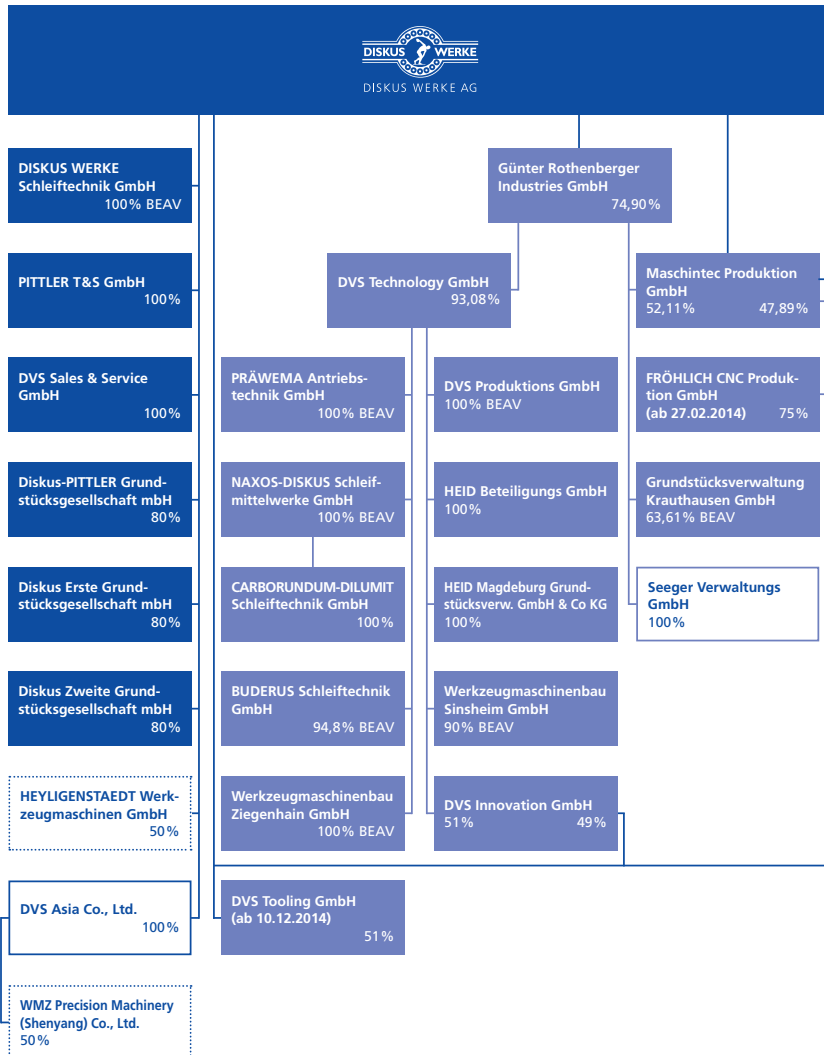 DISKUS WERKE
DISKUS WERKE AG
DISKUS WERKE
Schleiftechnik GmbH
100% BEAV
Günter Rothenberger
Industries GmbH
74,90%
PITTLER T&S GmbH
100%
DVS Technology GmbH
93,08%
Maschintec Produktion
GmbH
52,11% 47,89%
DVS Sales & Service
GmbH
100%
PRÄWEMA Antriebs-
technik GmbH
100% BEAV
DVS Produktions GmbH
100% BEAV
FRÖHLICH CNC Produk-
tion GmbH
(ab 27.02.2014) 75%
Diskus-PITTLER Grund-
stücksgesellschaft mbH
80%
NAXOS-DISKUS Schleif-
mittelwerke GmbH
100% BEAV
HEID Beteiligungs GmbH
100%
Grundstücksverwaltung
Krauthausen GmbH
63,61% BEAV
Diskus Erste Grund-
stücksgesellschaft mbH
80%
CARBORUNDUM-DILUMIT
Schleiftechnik GmbH
100%
HEID Magdeburg Grund-
stücksverw. GmbH & Co KG
100%
Seeger Verwaltungs
GmbH
100%
Diskus Zweite Grund-
stücksgesellschaft mbH
80%
BUDERUS Schleiftechnik
GmbH
94,8% BEAV
Werkzeugmaschinenbau
Sinsheim GmbH
90% BEAV
HEYLIGENSTAEDT Werk-
zeugmaschinen GmbH
50%
Werkzeugmaschinenbau
Ziegenhain GmbH
100% BEAV
DVS Innovation GmbH
51% 49%
DVS Asia Co., Ltd.
100%
DVS Tooling GmbH
(ab 10.12.2014)
51%
WMZ Precision Machinery
(Shenyang) Co., Ltd.
50%